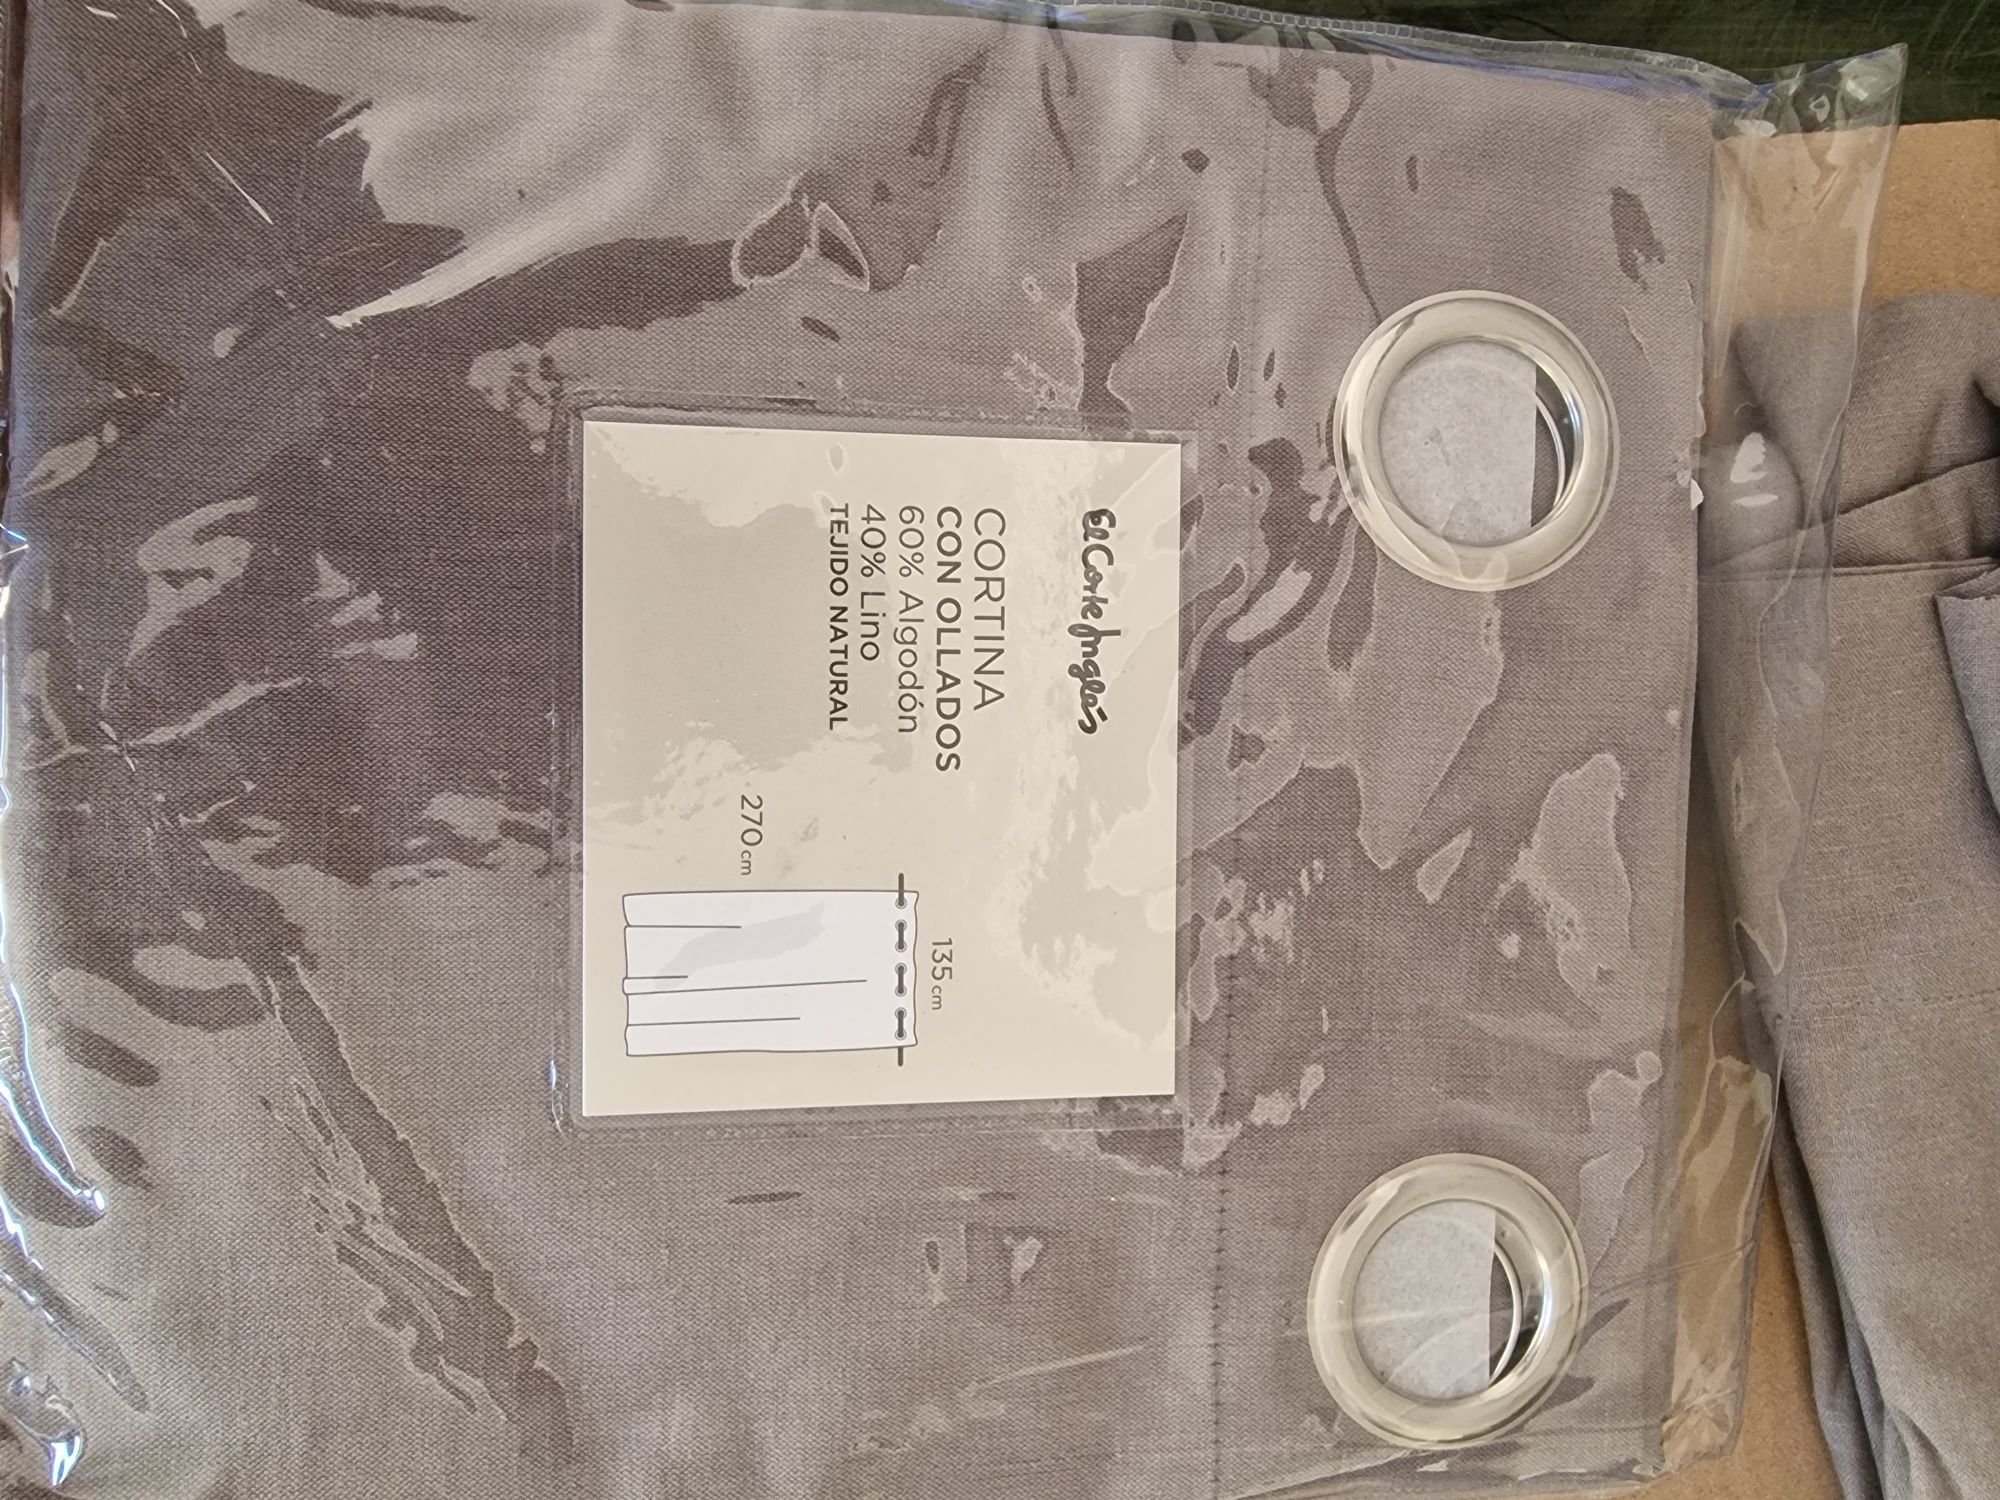 El Corte Inglés
CORTINA
CON OLLADOS
60% Algodón
40% Lino
TEJIDO NATURAL
135 cm
270 cm